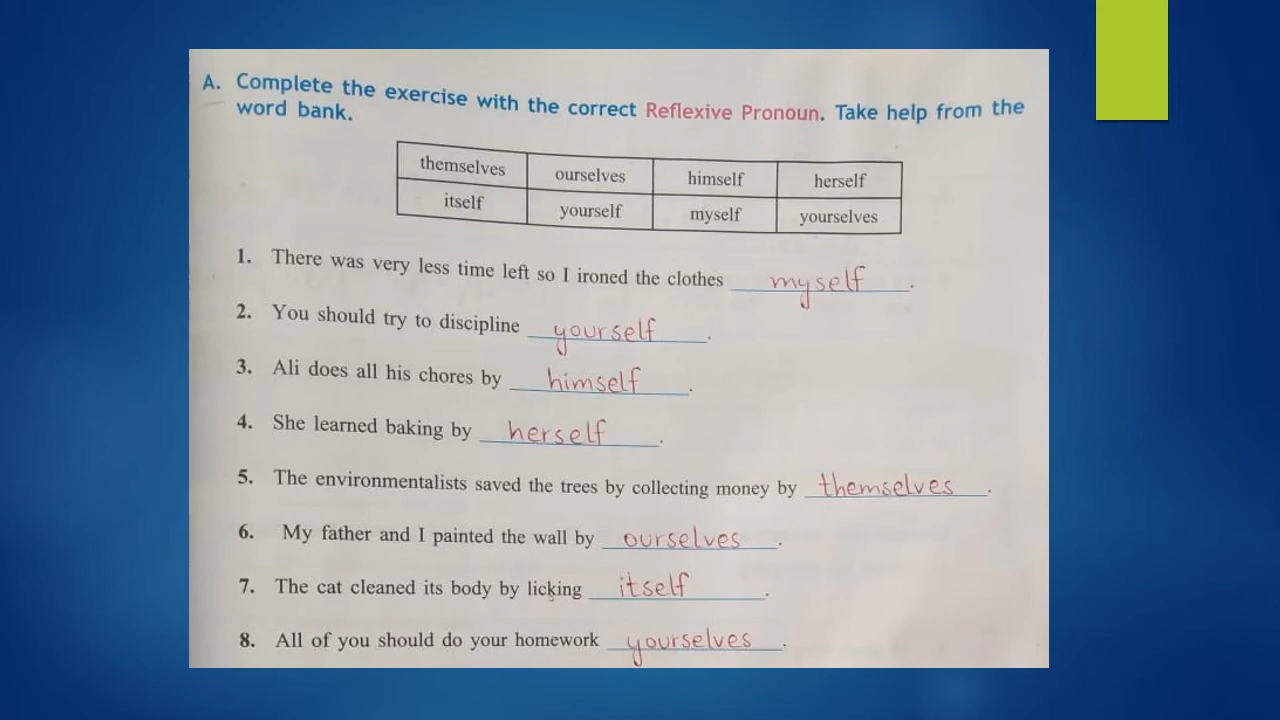 A. Complete the exercise with the correct Reflexive Pronoun. Take help from the
word bank.
themselves ourselves himself herself
itself yourself myself yourselves
1. There was very less time left so I ironed the clothes myself.
2. You should try to discipline yourself.
3. Ali does all his chores by himself.
4. She learned baking by herself.
5. The environmentalists saved the trees by collecting money by themselves.
6. My father and I painted the wall by ourselves.
7. The cat cleaned its body by licking itself.
8. All of you should do your homework yourselves.